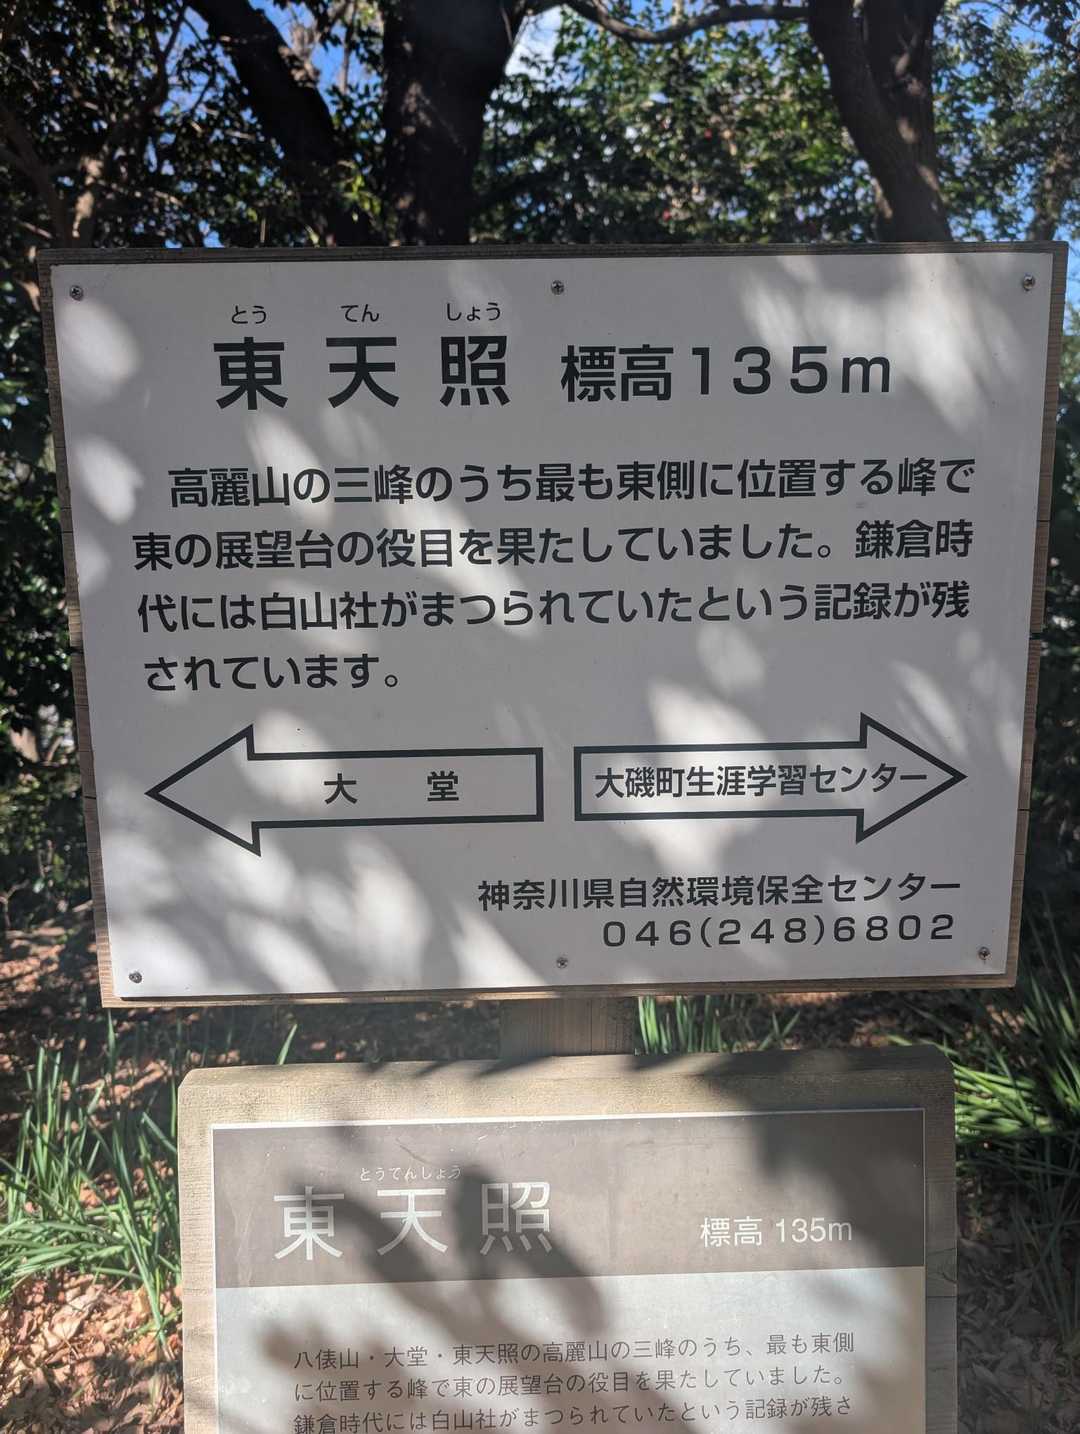 とう てん しょう
東 天 照 標高135m
高麗山の三峰のうち最も東側に位置する峰で
東の展望台の役目を果たしていました。鎌倉時
代には白山社がまつられていたという記録が残
されています。
大 堂
大磯町生涯学習センター
神奈川県自然環境保全センター
046(248)6802
とうてんしょう
東 天 照 標高 135m
八俵山・大堂・東天照の高麗山の三峰のうち、最も東側
に位置する峰で東の展望台の役目を果たしていました。
鎌倉時代には白山社がまつられていたという記録が残さ